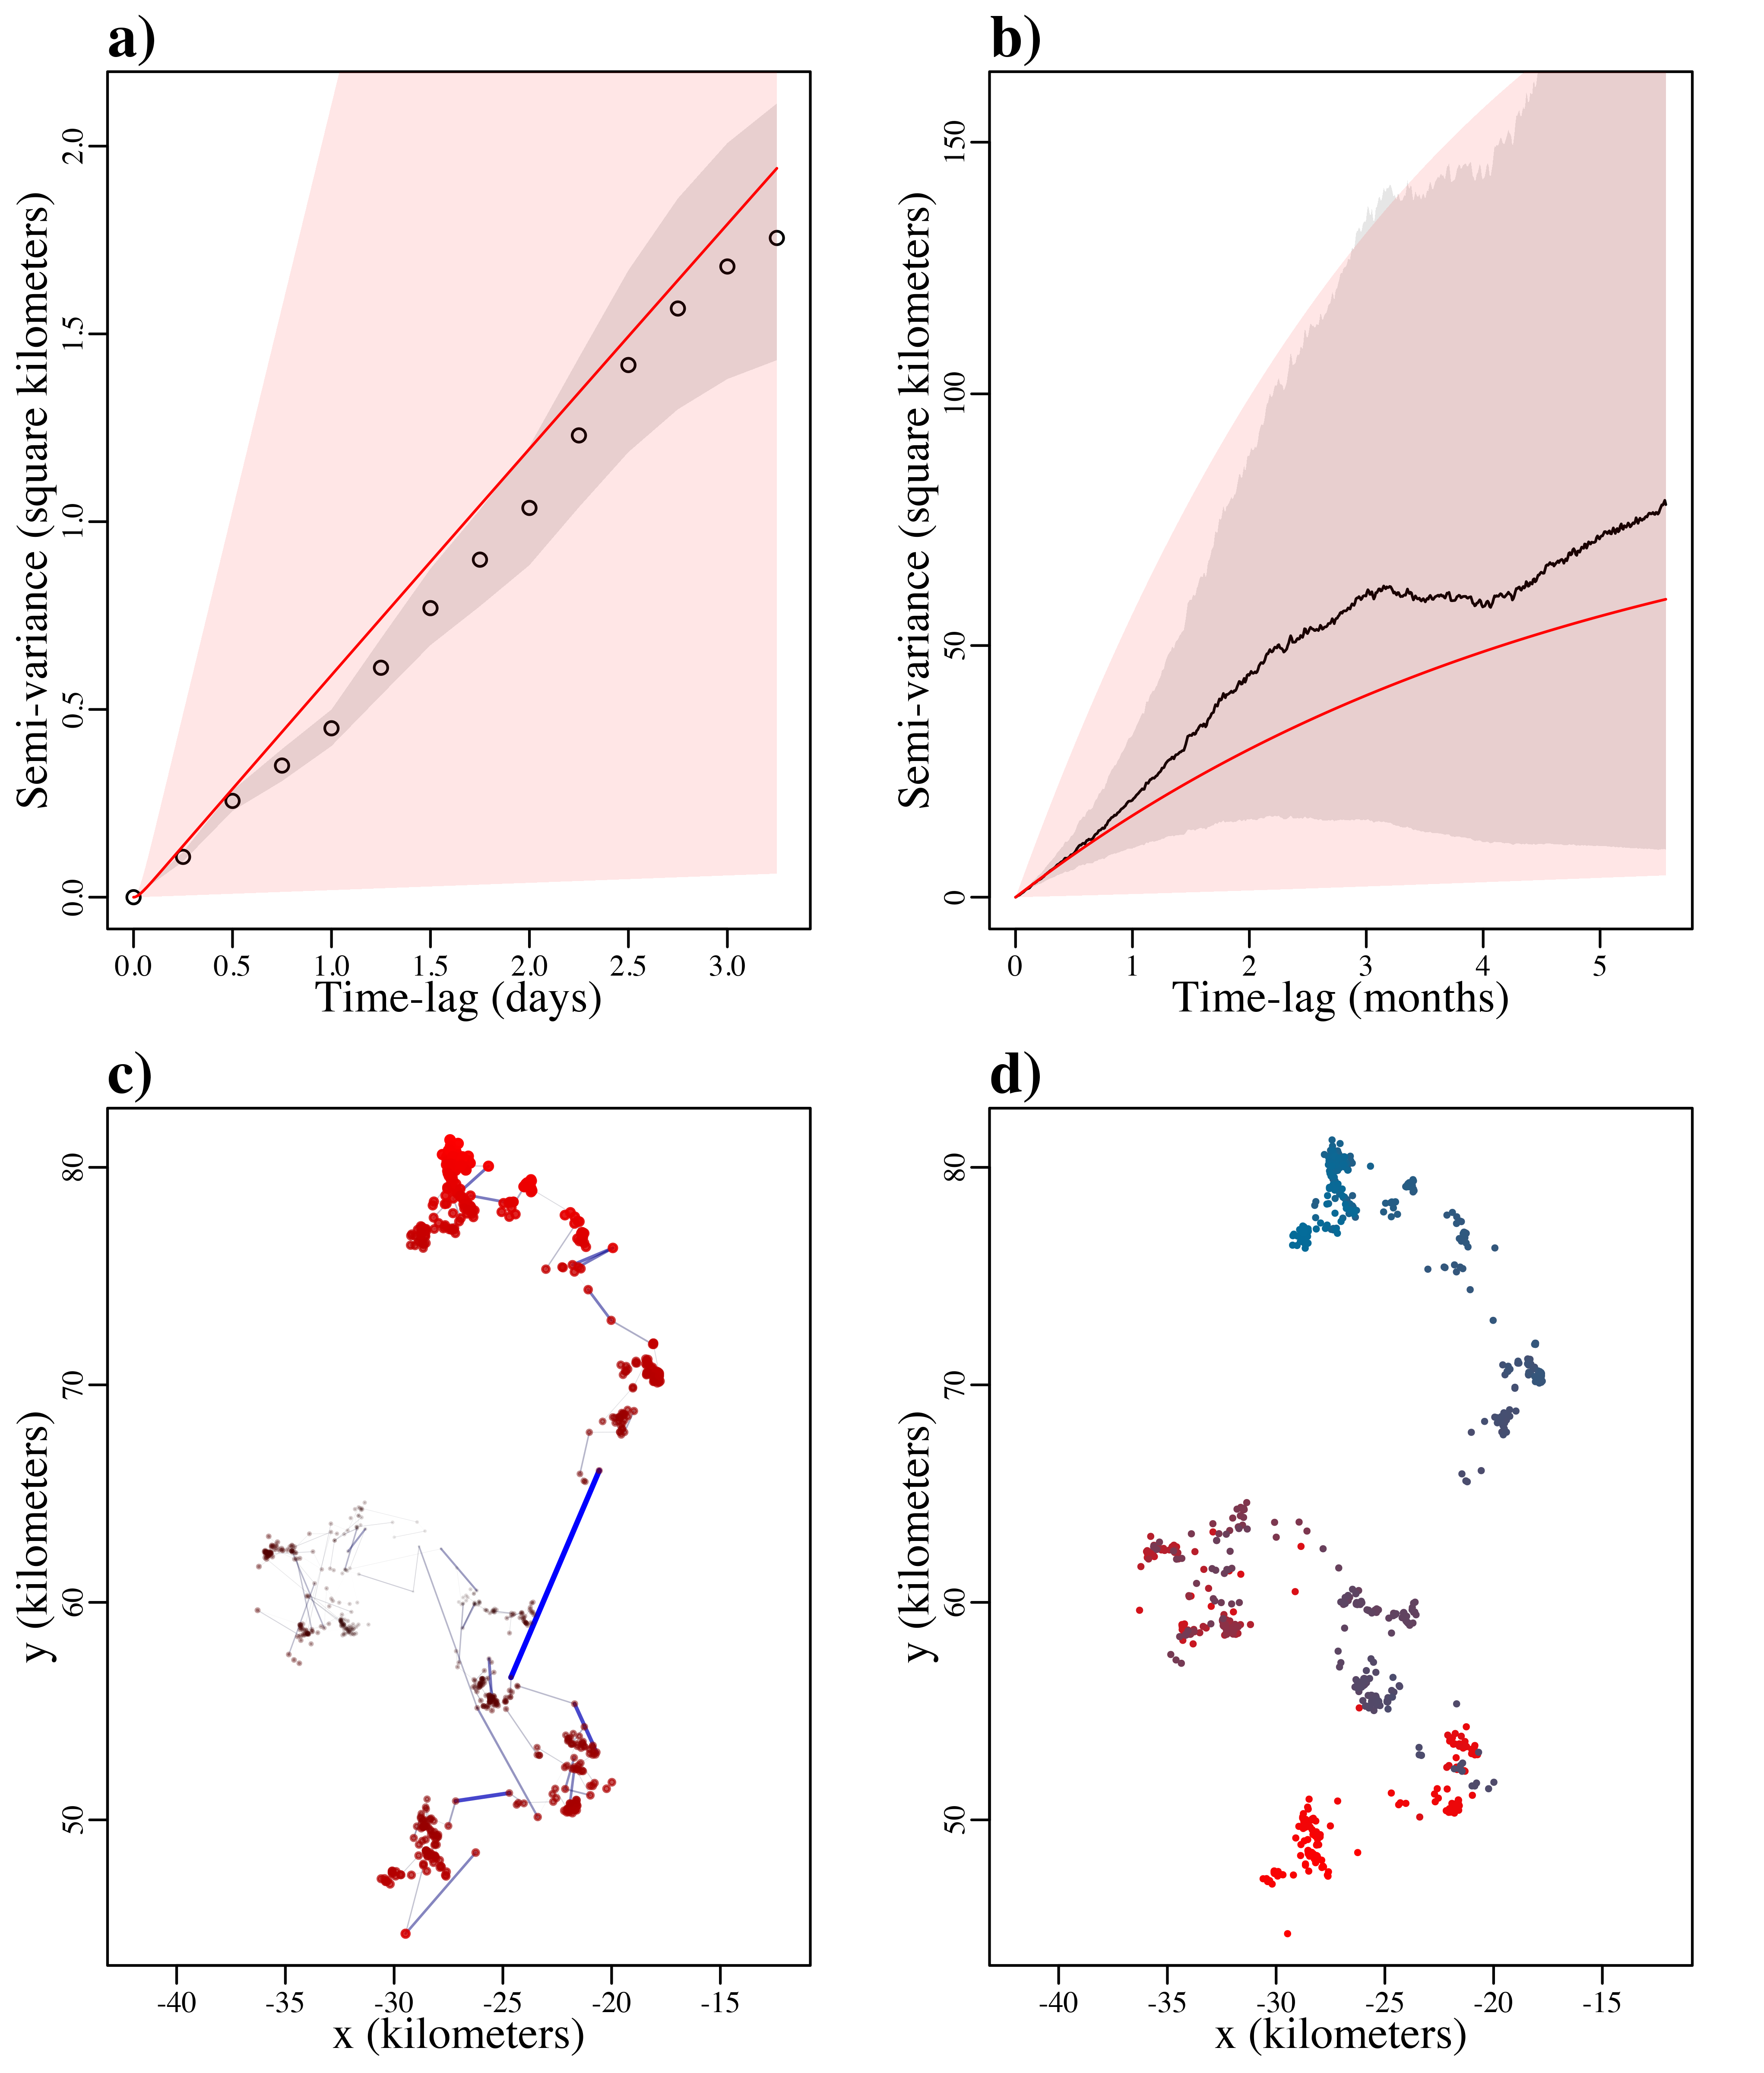 a)
Semi-variance (square kilometers)
0.0 0.5 1.0 1.5 2.0
0.0 0.5 1.0 1.5 2.0 2.5 3.0
Time-lag (days)
b)
Semi-variance (square kilometers)
0 50 100 150
0 1 2 3 4 5
Time-lag (months)
c)
y (kilometers)
50 60 70 80
-40 -35 -30 -25 -20 -15
x (kilometers)
d)
y (kilometers)
50 60 70 80
-40 -35 -30 -25 -20 -15
x (kilometers)